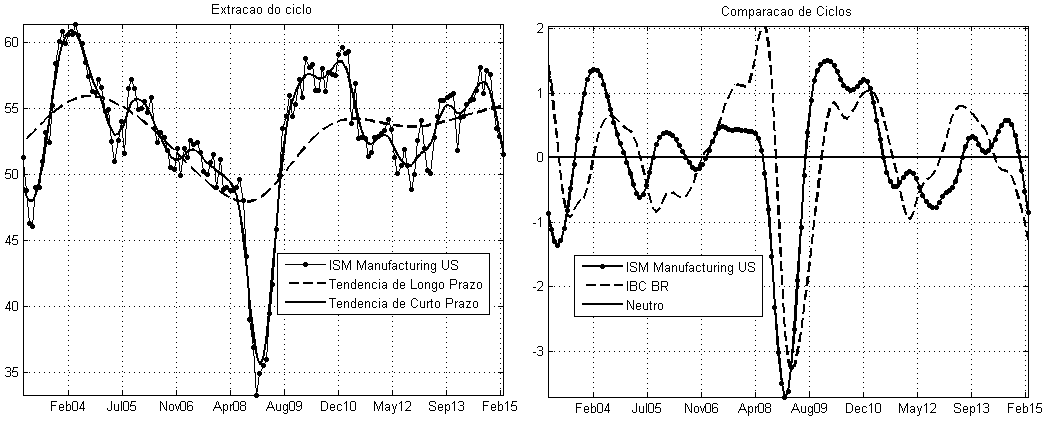 Extracao do ciclo
60
55
50
45
40
35
ISM Manufacturing US
Tendencia de Longo Prazo
Tendencia de Curto Prazo
Feb04 Jul05 Nov06 Apr08 Aug09 Dec10 May12 Sep13 Feb15
Comparacao de Ciclos
2
1
0
-1
-2
-3
ISM Manufacturing US
IBC BR
Neutro
Feb04 Jul05 Nov06 Apr08 Aug09 Dec10 May12 Sep13 Feb15